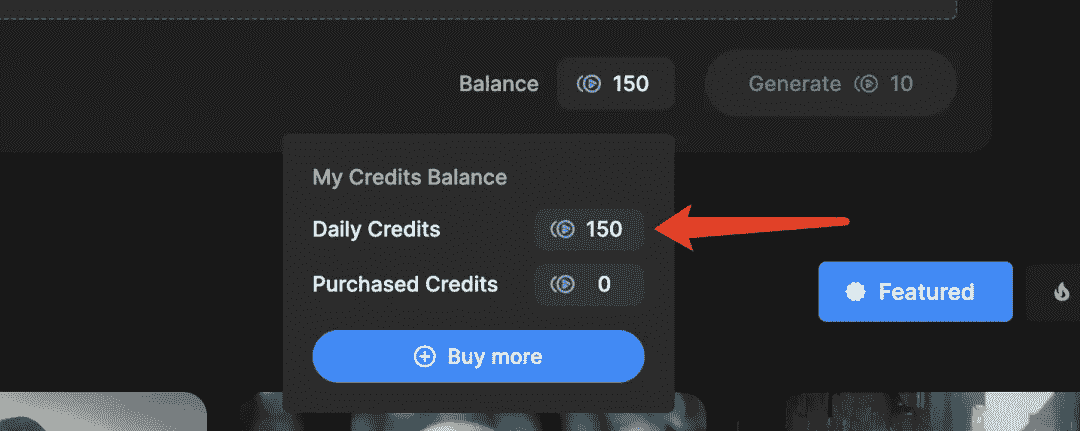 Balance 150 Generate 10
My Credits Balance
Daily Credits 150
Purchased Credits 0
Featured
Buy more